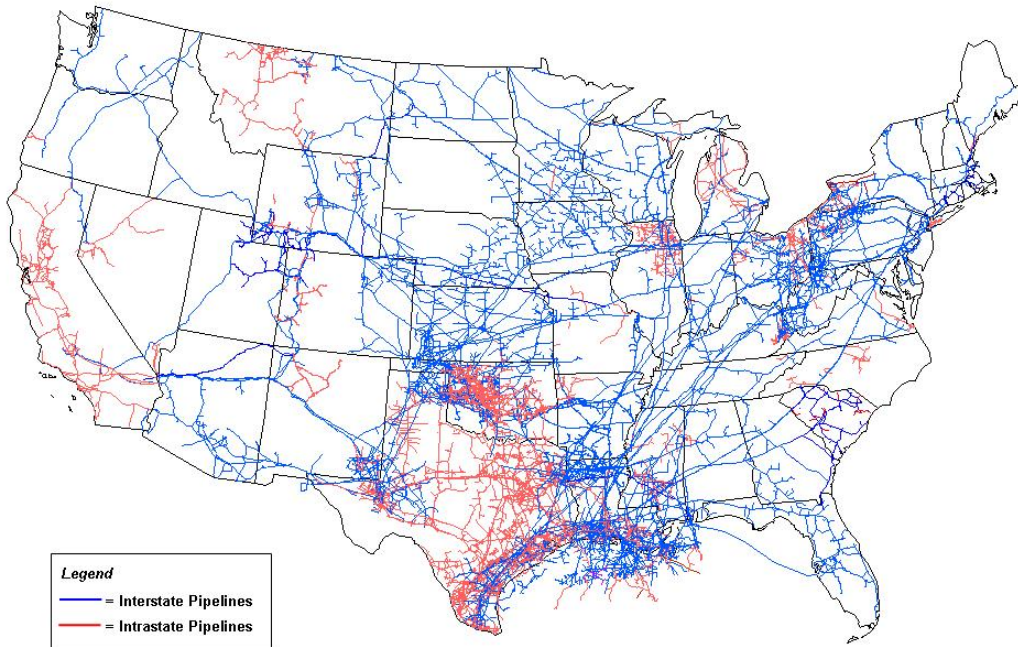 Legend
= Interstate Pipelines
= Intrastate Pipelines